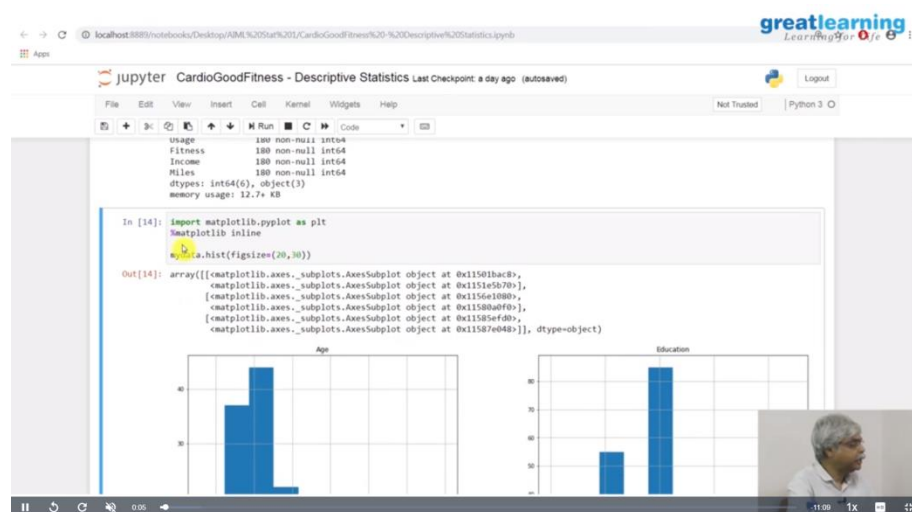 greatlearning
Learning for Life
localhost:8889/notebooks/Desktop/AIML%20Stat%201/CardioGoodFitness%20-%20Descriptive%20Statistics.ipynb
Apps
jupyter CardioGoodFitness - Descriptive Statistics Last Checkpoint: a day ago (autosaved)
Logout
File Edit View Insert Cell Kernel Widgets Help
Not Trusted Python 3
Run Code
Usage 180 non-null int64
Fitness 180 non-null int64
Income 180 non-null int64
Miles 180 non-null int64
dtypes: int64(6), object(3)
memory usage: 12.7+ KB
In [14]: import matplotlib.pyplot as plt
%matplotlib inline
mydata.hist(figsize=(20,30))
Out[14]: array([[<matplotlib.axes._subplots.AxesSubplot object at 0x11501bac8>,
<matplotlib.axes._subplots.AxesSubplot object at 0x1151e5b70>],
[<matplotlib.axes._subplots.AxesSubplot object at 0x1156e1080>,
<matplotlib.axes._subplots.AxesSubplot object at 0x11580a0f0>],
[<matplotlib.axes._subplots.AxesSubplot object at 0x11585efd0>,
<matplotlib.axes._subplots.AxesSubplot object at 0x11587e048>]], dtype=object)
Age Education
40 80
70
60
30 50
40
0:05 11:09 1x